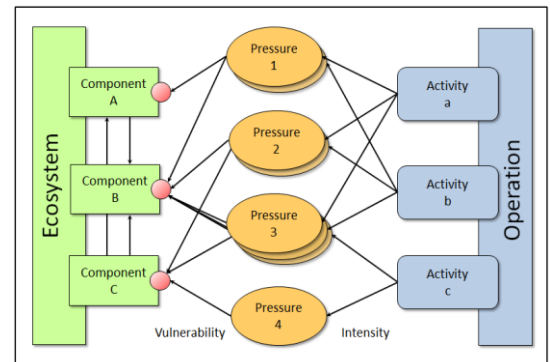 Ecosystem
Component
A
Component
B
Component
C
Pressure
1
Pressure
2
Pressure
3
Pressure
4
Vulnerability
Intensity
Activity
a
Activity
b
Activity
c
Operation